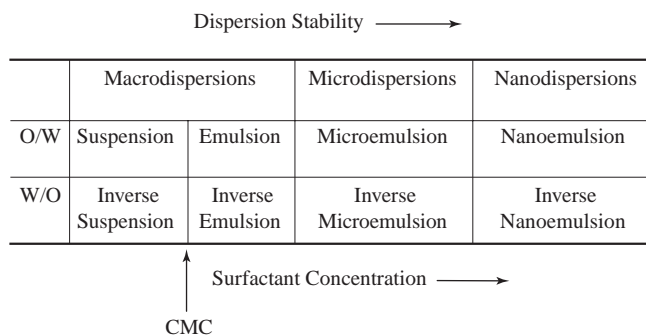 Dispersion Stability
Macrodispersions Microdispersions Nanodispersions
O/W Suspension Emulsion Microemulsion Nanoemulsion
W/O Inverse Suspension Inverse Emulsion Inverse Microemulsion Inverse Nanoemulsion
Surfactant Concentration
CMC